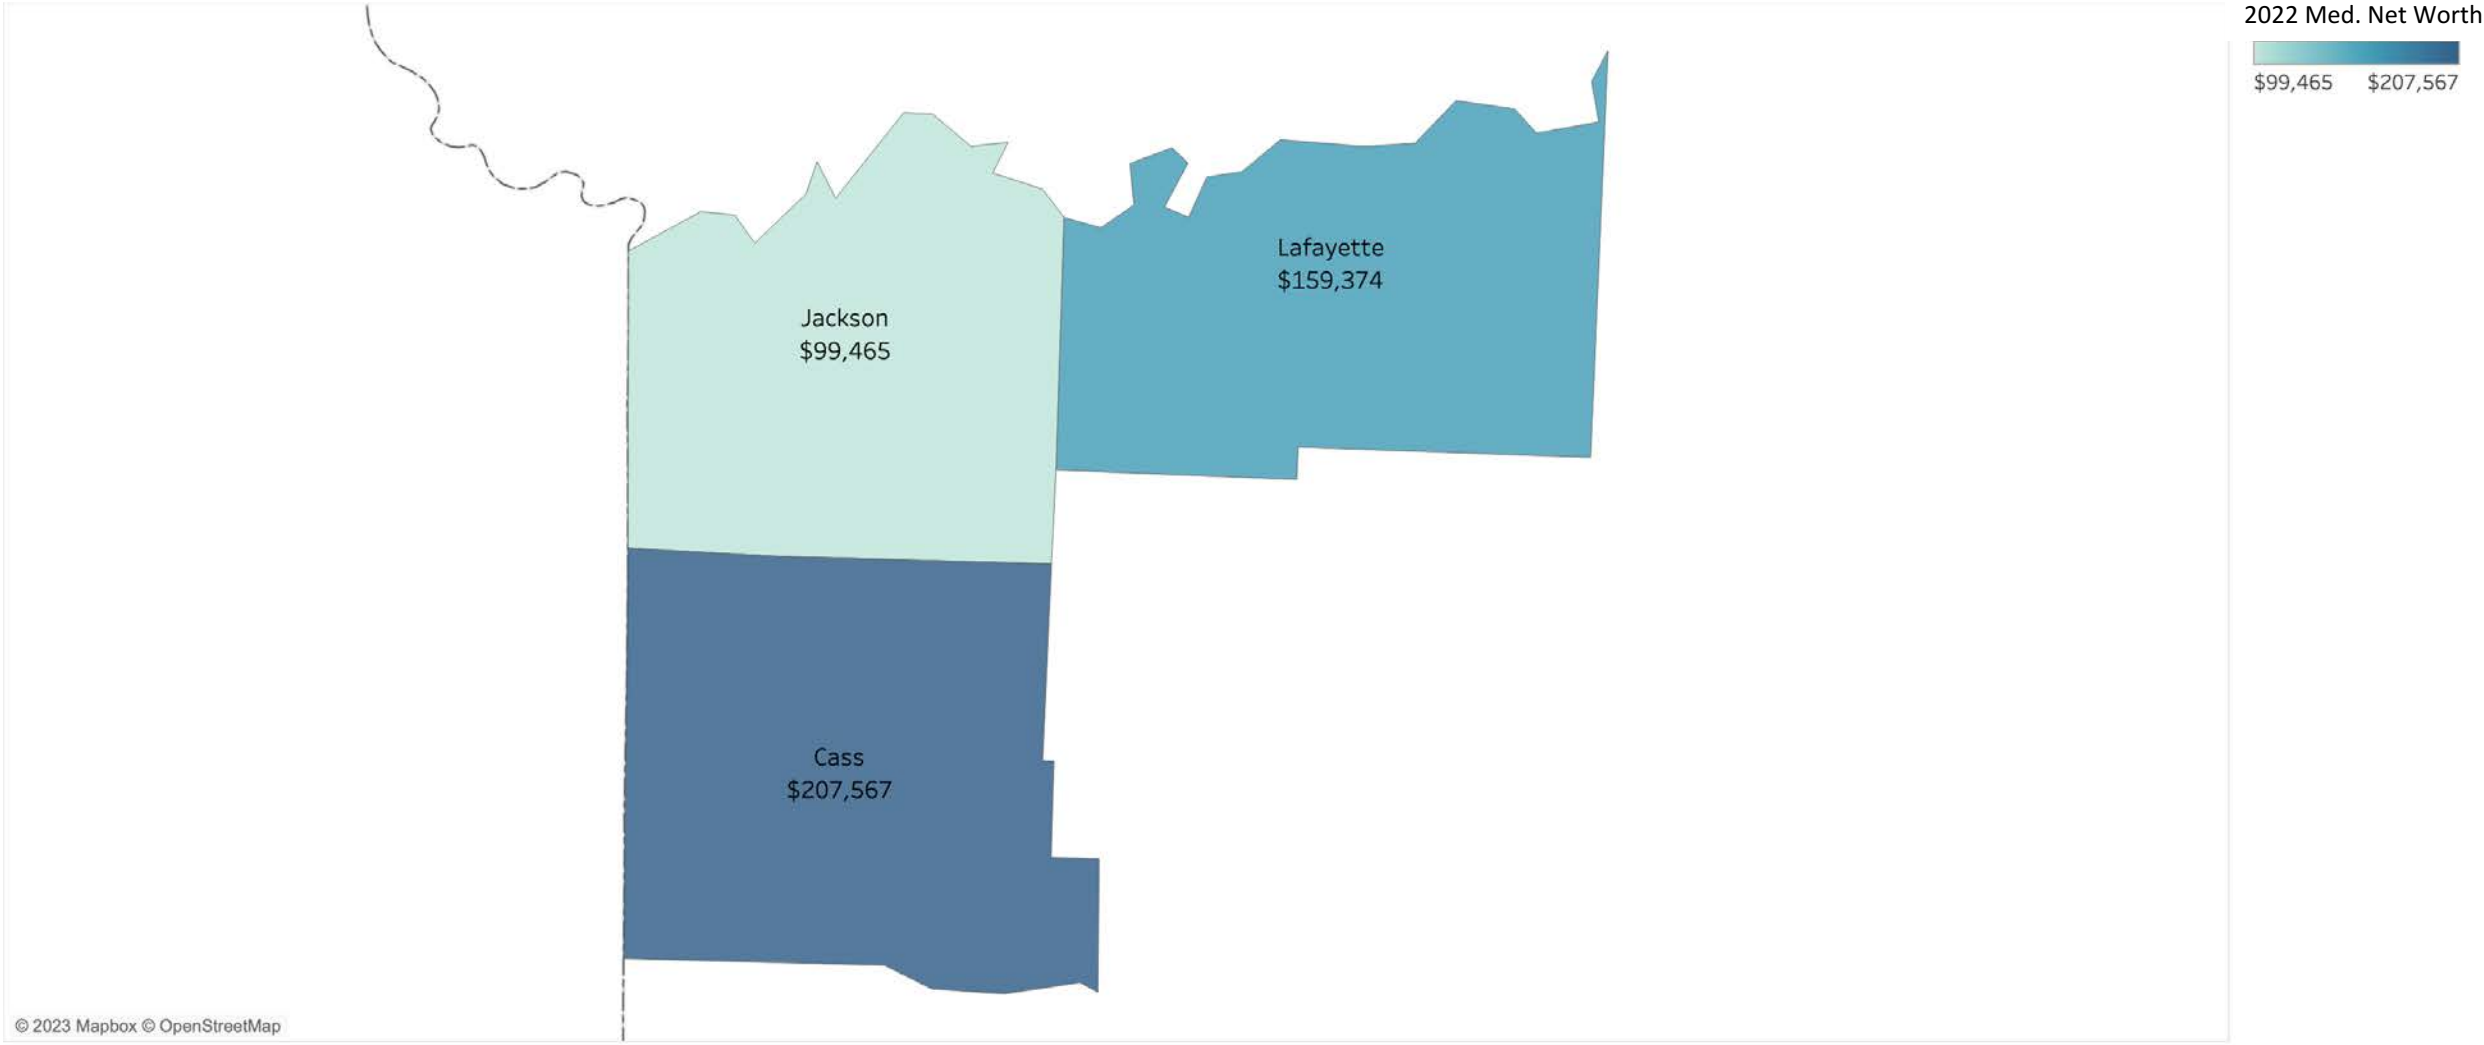 2022 Med. Net Worth
$99,465 $207,567
Lafayette
$159,374
Jackson
$99,465
Cass
$207,567
© 2023 Mapbox © OpenStreetMap